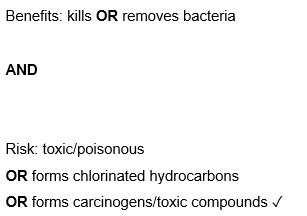 Benefits: kills OR removes bacteria
AND
Risk: toxic/poisonous
OR forms chlorinated hydrocarbons
OR forms carcinogens/toxic compounds ✓